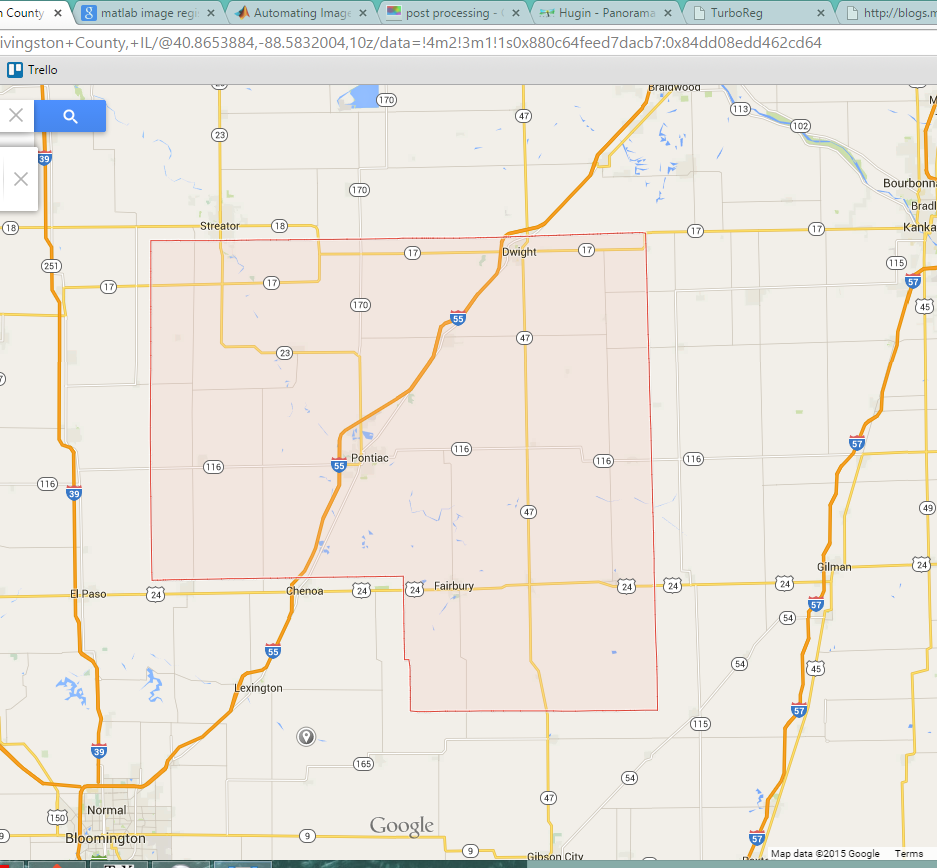 n County
matlab image regi
Automating Image
post processing -
Hugin - Panorama
TurboReg
http://blogs.m
ivingston+County,+IL/@40.8653884,-88.5832004,10z/data=!4m2!3m1!1s0x880c64feed7dacb7:0x84dd08edd462cd64
Trello
Braidwood
170
47
113
102
23
39
170
Bourbonna
Bradl
Streator
18
18
17
17
Kanka
17
Dwight
17
251
115
17
17
57
170
45
55
47
23
57
116
Pontiac
116
116
116
55
116
39
47
49
Gilman
24
El Paso
24
Chenoa
24
24
Fairbury
24
24
24
57
54
55
54
45
Lexington
57
115
39
165
54
47
Normal
150
Google
9
9
57
Bloomington
9
Gibson City
Map data ©2015 Google
Terms